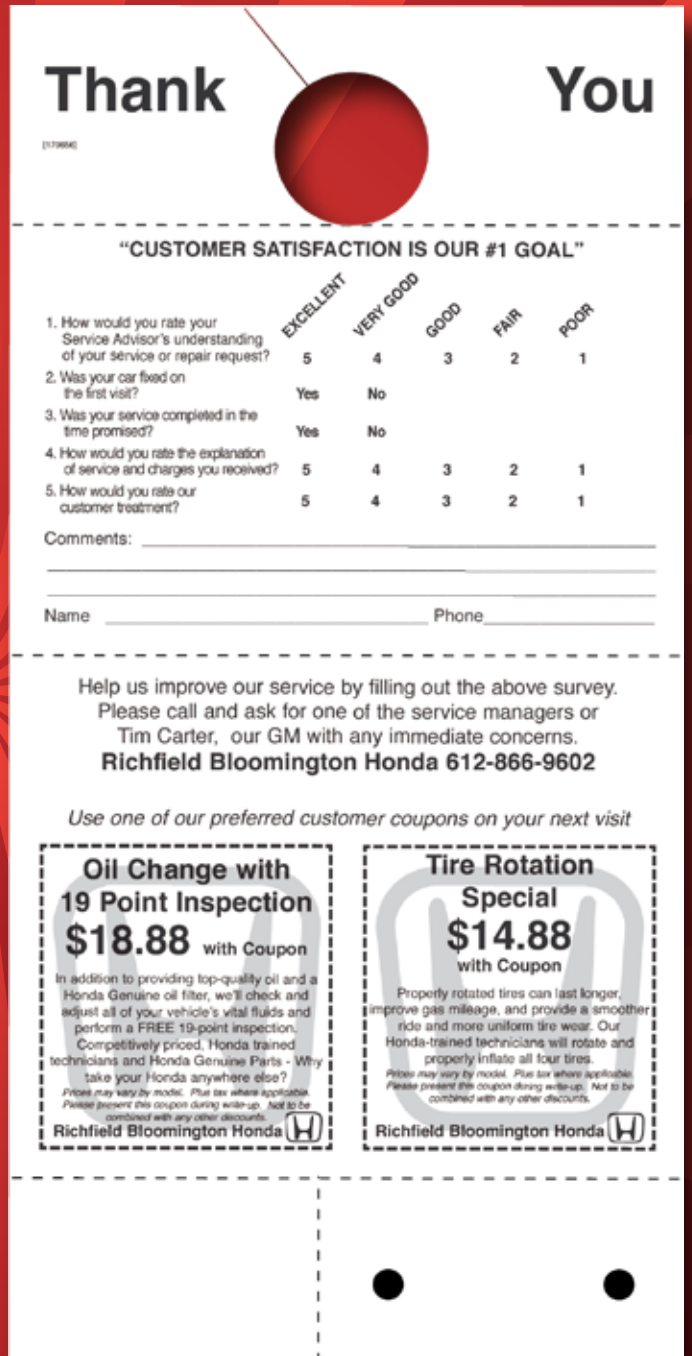 Thank You
[170656]
"CUSTOMER SATISFACTION IS OUR #1 GOAL"
EXCELLENT VERY GOOD GOOD FAIR POOR
1. How would you rate your
Service Advisor's understanding
of your service or repair request? 5 4 3 2 1
2. Was your car fixed on
the first visit? Yes No
3. Was your service completed in the
time promised? Yes No
4. How would you rate the explanation
of service and charges you received? 5 4 3 2 1
5. How would you rate our
customer treatment? 5 4 3 2 1
Comments:
Name Phone
Help us improve our service by filling out the above survey.
Please call and ask for one of the service managers or
Tim Carter, our GM with any immediate concerns.
Richfield Bloomington Honda 612-866-9602
Use one of our preferred customer coupons on your next visit
Oil Change with
19 Point Inspection
$18.88 with Coupon
In addition to providing top-quality oil and a
Honda Genuine oil filter, we'll check and
adjust all of your vehicle's vital fluids and
perform a FREE 19-point inspection.
Competitively priced, Honda trained
technicians and Honda Genuine Parts - Why
take your Honda anywhere else?
Prices may vary by model. Plus tax where applicable.
Please present this coupon during write-up. Not to be
combined with any other discounts.
Richfield Bloomington Honda
Tire Rotation
Special
$14.88
with Coupon
Properly rotated tires can last longer,
improve gas mileage, and provide a smoother
ride and more uniform tire wear. Our
Honda-trained technicians will rotate and
properly inflate all four tires.
Prices may vary by model. Plus tax where applicable.
Please present this coupon during write-up. Not to be
combined with any other discounts.
Richfield Bloomington Honda